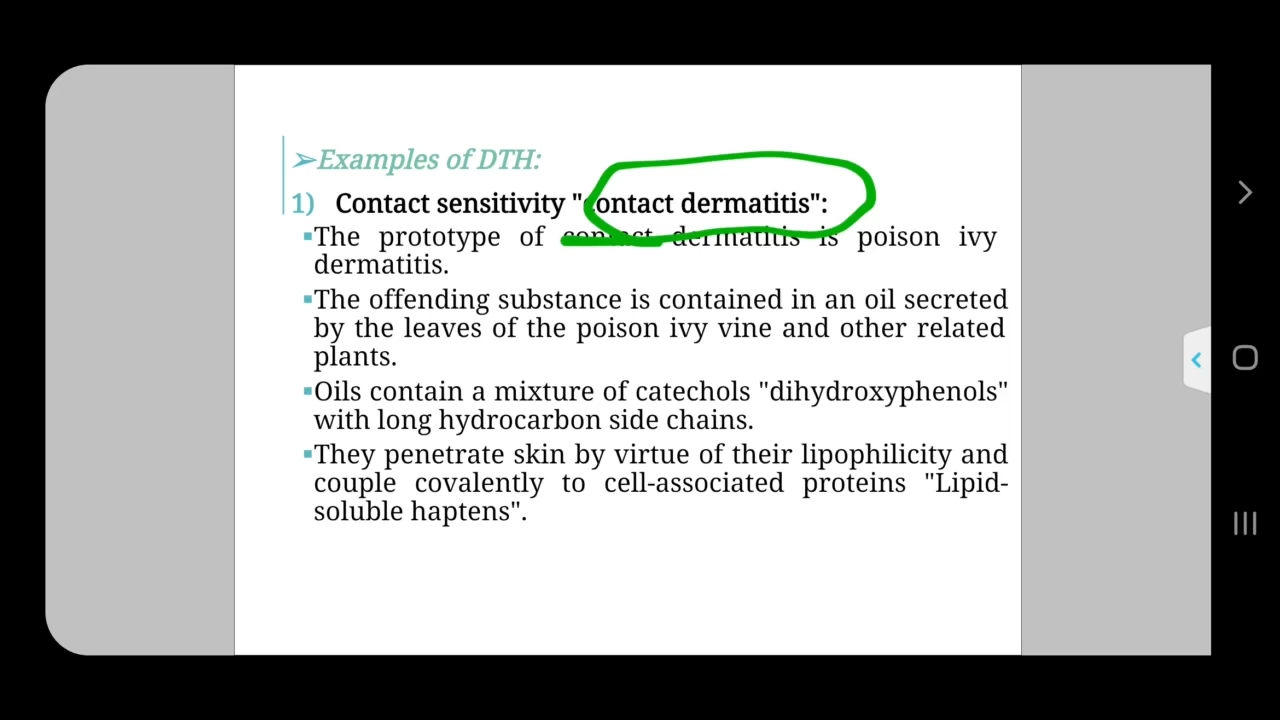 ➢Examples of DTH:
1) Contact sensitivity "contact dermatitis":
▪The prototype of contact dermatitis is poison ivy
dermatitis.
▪The offending substance is contained in an oil secreted
by the leaves of the poison ivy vine and other related
plants.
▪Oils contain a mixture of catechols "dihydroxyphenols"
with long hydrocarbon side chains.
▪They penetrate skin by virtue of their lipophilicity and
couple covalently to cell-associated proteins "Lipid-
soluble haptens".